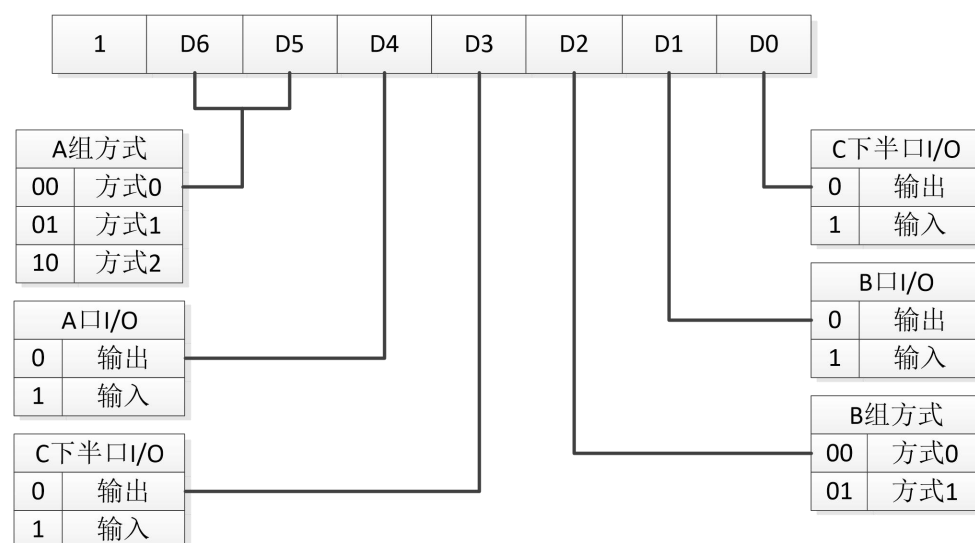 1 D6 D5 D4 D3 D2 D1 D0
A组方式
00 方式0
01 方式1
10 方式2
A口I/O
0 输出
1 输入
C下半口I/O
0 输出
1 输入
C下半口I/O
0 输出
1 输入
B口I/O
0 输出
1 输入
B组方式
00 方式0
01 方式1